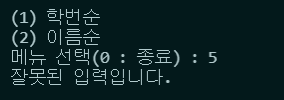 (1) 학번순
(2) 이름순
메뉴 선택(0 : 종료) : 5
잘못된 입력입니다.